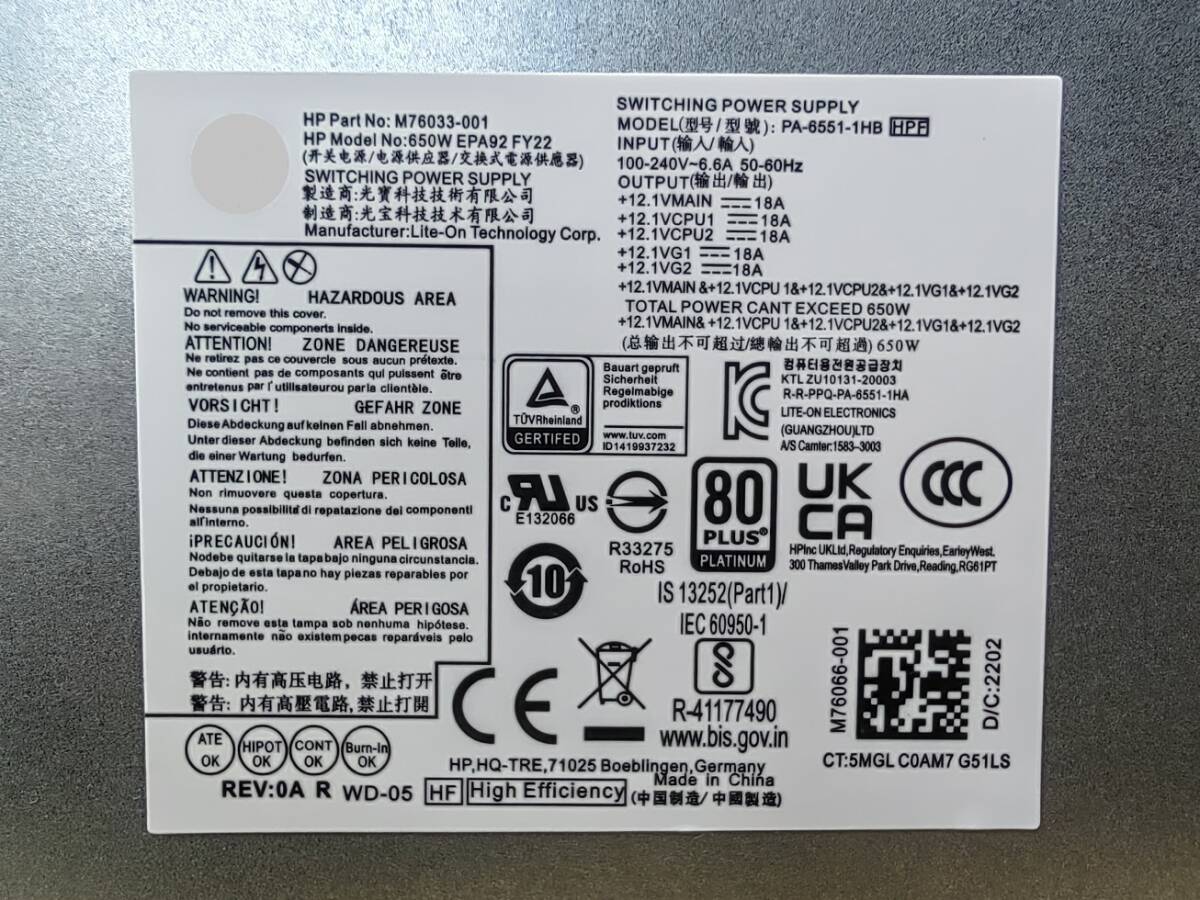 HP Part No: M76033-001
HP Model No:650W EPA92 FY22
(开关电源/电源供应器/交換式電源供應器)
SWITCHING POWER SUPPLY
製造商:光寶科技技術有限公司
制造商:光宝科技技术有限公司
Manufacturer:Lite-On Technology Corp.
SWITCHING POWER SUPPLY
MODEL(型号/型號): PA-6551-1HB HPF
INPUT(输入/輸入)
100-240V~6.6A 50-60Hz
OUTPUT(输出/輸出)
+12.1VMAIN 18A
+12.1VCPU1 18A
+12.1VCPU2 18A
+12.1VG1 18A
+12.1VG2 18A
+12.1VMAIN &+12.1VCPU 1&+12.1VCPU2&+12.1VG1&+12.1VG2
TOTAL POWER CANT EXCEED 650W
+12.1VMAIN& +12.1VCPU 1&+12.1VCPU2&+12.1VG1&+12.1VG2
(总输出不可超过/總輸出不可超過) 650W
WARNING! HAZARDOUS AREA
Do not remove this cover.
No serviceable componerts inside.
ATTENTION! ZONE DANGEREUSE
Ne retirez pas ce couvercle sous aucun prétexte.
Ne contient pas de composants qui puissent être
entretenus par l'utilisateurou parla clientèle.
VORSICHT! GEFAHR ZONE
Diese Abdeckung auf keinen Fall abnehmen.
Unter dieser Abdeckung befinden sich keine Teile,
die einer Wartung bedurfen.
ATTENZIONE! ZONA PERICOLOSA
Non rimuovere questa copertura.
Nessuna possibilita'di repatazione dei componenti
all'interno.
¡PRECAUCIÓN! AREA PELIGROSA
Nodebe quitarse la tapa bajo ninguna circunstancia.
Debajo de esta tapa no hay piezas reparables por
el propietario.
ATENÇÃO! ÁREA PERIGOSA
Não remove esta tampa sob nenhuma hipótese.
internamente não existem pecas reparáveis pelo
usuárlo.
警告: 内有高压电路, 禁止打开
警告: 內有高壓電路,禁止打開
TÜVRheinland
GERTIFED
Bauart gepruft
Sicherheit
Regelmabige
prodiktions
www.tuv.com
ID1419937232
컴퓨터용전원공급장치
KTL ZU10131-20003
R-R-PPQ-PA-6551-1HA
LITE-ON ELECTRONICS
(GUANGZHOU)LTD
A/S Camter:1583-3003
C RU US
E132066
R33275
RoHS
80
PLUS®
PLATINUM
UK
CA
CCC
HPInc UKLtd,Regulatory Enquiries,EarleyWest.
300 ThamesValley Park Drive,Reading,RG61PT
10
IS 13252(Part1)/
IEC 60950-1
R-41177490
www.bis.gov.in
CE
M76066-001
D/C:2202
CT:5MGL C0AM7 G51LS
ATE OK
HIPOT OK
CONT OK
Burn-in OK
HP,HQ-TRE,71025 Boeblingen,Germany
Made in China
REV:0A R WD-05 HF High Efficiency (中国制造/中國製造)